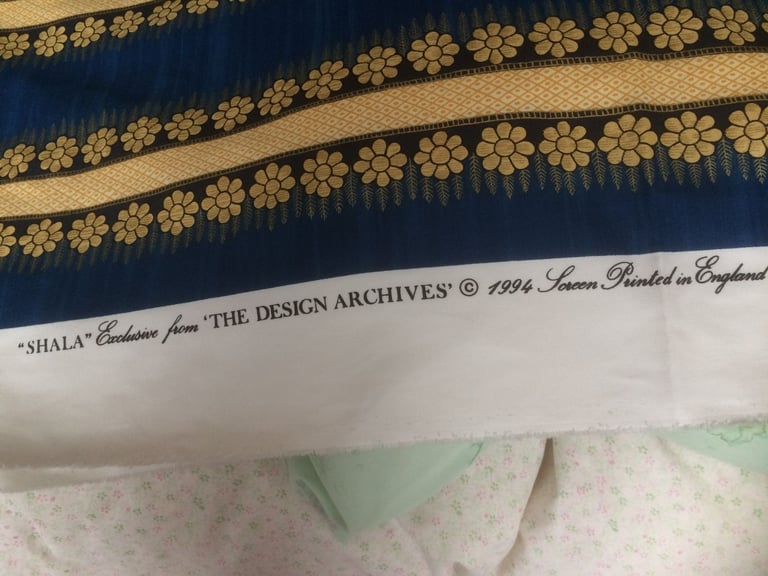 "SHALA" Exclusive from 'THE DESIGN ARCHIVES' © 1994 Screen Printed in England